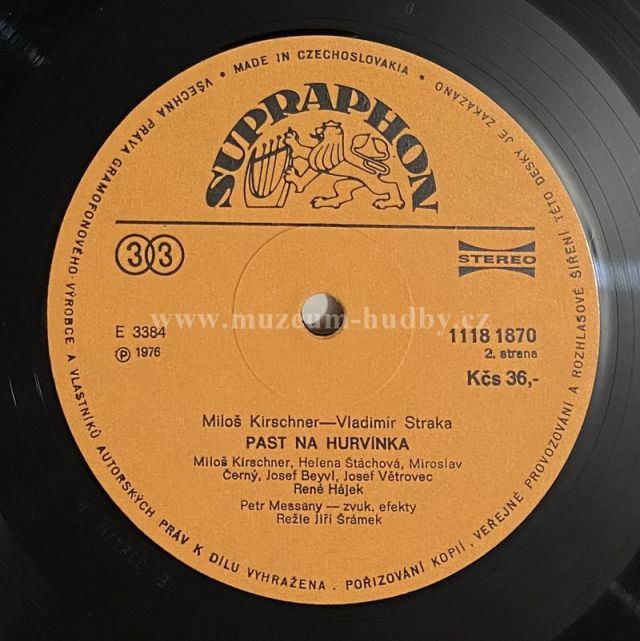 VŠECHNA PRÁVA GRAMOFONOVÉHO VÝROBCE A VLASTNÍKŮ AUTORSKÝCH PRÁV K DÍLU VYHRAŽENA. POŘIZOVÁNÍ KOPIÍ, VEŘEJNÉ PROVOZOVÁNÍ A ROZHLASOVÉ ŠÍŘENÍ TÉTO DESKY JE ZAKÁZÁNO
• MADE IN CZECHOSLOVAKIA •
SUPRAPHON
33
STEREO
www.muzeum-hudby.cz
E 3384
Ⓟ 1976
1118 1870
2. strana
Kčs 36,-
Miloš Kirschner—Vladimír Straka
PAST NA HURVÍNKA
Miloš Kirschner, Helena Štáchová, Miroslav
Černý, Josef Beyvl, Josef Větrovec
René Hájek
Petr Messany — zvuk. efekty
Režie Jiří Šrámek